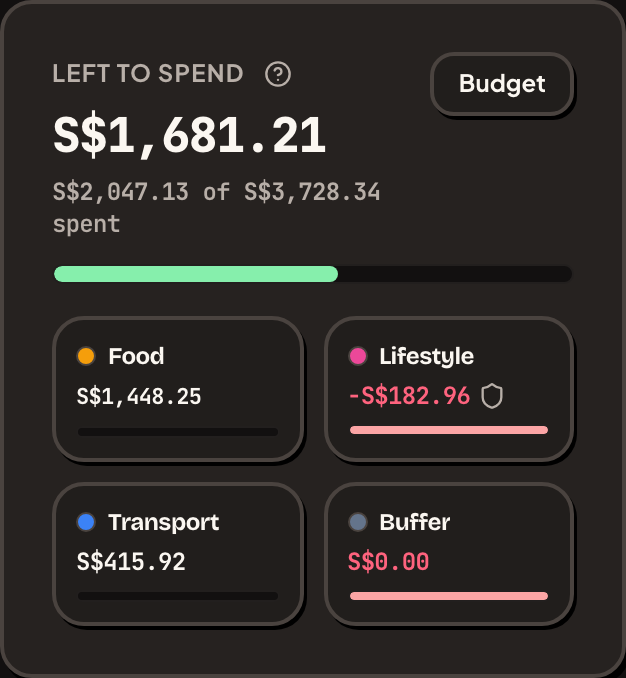 LEFT TO SPEND
Budget
S$1,681.21
S$2,047.13 of S$3,728.34
spent
Food
S$1,448.25
Lifestyle
-S$182.96
Transport
S$415.92
Buffer
S$0.00